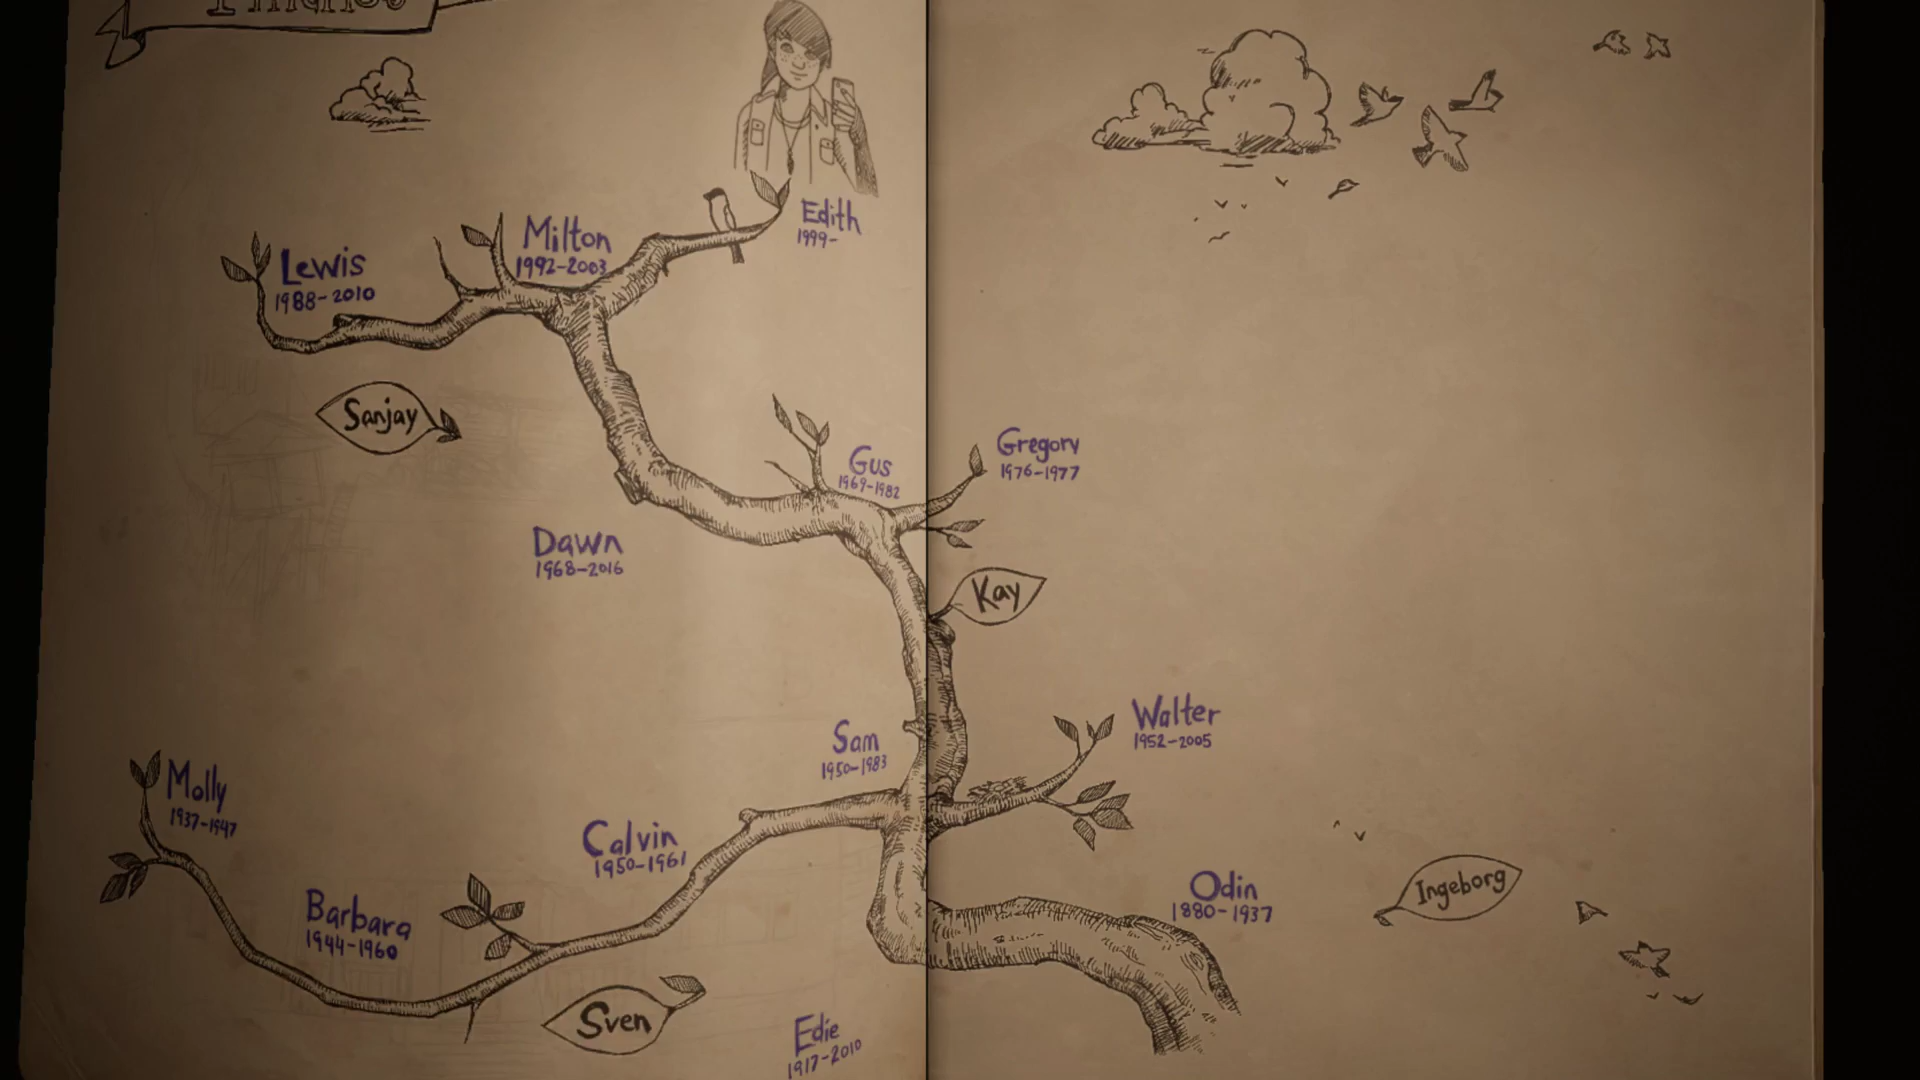 Edith
1999-
Milton
1992-2003
Lewis
1988-2010
Sanjay
Gus
1969-1982
Gregory
1976-1977
Dawn
1968-2016
Kay
Sam
1950-1983
Walter
1952-2005
Molly
1937-1947
Calvin
1950-1961
Barbara
1944-1960
Odin
1880-1937
Ingeborg
Sven
Edie
1917-2010